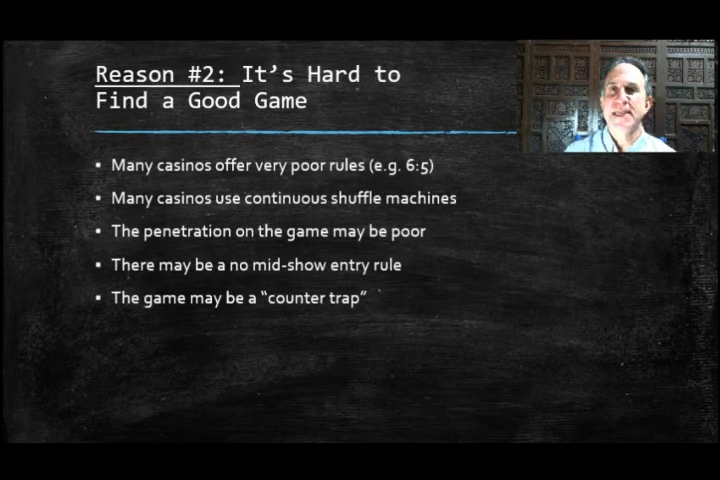 Reason #2: It's Hard to
Find a Good Game
▪ Many casinos offer very poor rules (e.g. 6:5)
▪ Many casinos use continuous shuffle machines
▪ The penetration on the game may be poor
▪ There may be a no mid-show entry rule
▪ The game may be a “counter trap”